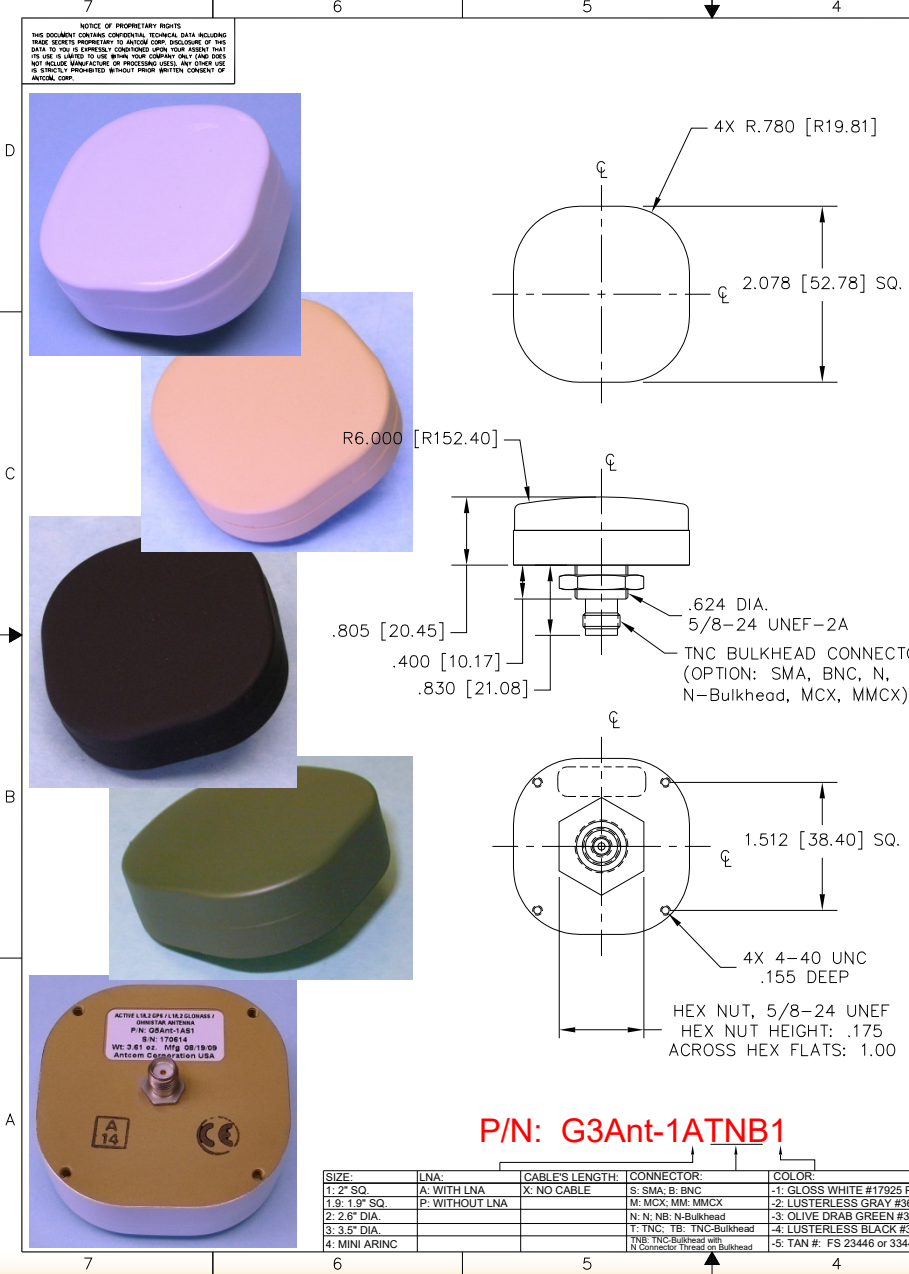 7 6 5 4
NOTICE OF PROPRIETARY RIGHTS
THIS DOCUMENT CONTAINS CONFIDENTIAL TECHNICAL DATA INCLUDING
TRADE SECRETS PROPRIETARY TO ANTCOM CORP. DISCLOSURE OF THIS
DATA TO YOU IS EXPRESSLY CONDITIONED UPON YOUR ASSENT THAT
ITS USE IS LIMITED TO USE WITHIN YOUR COMPANY ONLY (AND DOES
NOT INCLUDE MANUFACTURE OR PROCESSING USES). ANY OTHER USE
IS STRICTLY PROHIBITED WITHOUT PRIOR WRITTEN CONSENT OF
ANTCOM, CORP.
D
4X R.780 [R19.81]
℄
℄ 2.078 [52.78] SQ.
C
R6.000 [R152.40]
℄
.805 [20.45]
.400 [10.17]
.830 [21.08]
.624 DIA.
5/8-24 UNEF-2A
TNC BULKHEAD CONNECTO
(OPTION: SMA, BNC, N,
N-Bulkhead, MCX, MMCX)
℄
B
℄ 1.512 [38.40] SQ.
4X 4-40 UNC
.155 DEEP
HEX NUT, 5/8-24 UNEF
HEX NUT HEIGHT: .175
ACROSS HEX FLATS: 1.00
ACTIVE L1/L2 GPS / L1/L2 GLONASS /
OMNISTAR ANTENNA
P/N: G5Ant-1AS1
S/N: 170614
Wt: 3.61 oz. Mfg 08/19/09
Antcom Corporation USA
A
14
CE
A
P/N: G3Ant-1ATNB1
SIZE: LNA: CABLE'S LENGTH: CONNECTOR: COLOR:
1: 2" SQ. A: WITH LNA X: NO CABLE S: SMA; B: BNC -1: GLOSS WHITE #17925 
1.9: 1.9" SQ. P: WITHOUT LNA M: MCX; MM: MMCX -2: LUSTERLESS GRAY
2: 2.6" DIA. N: N; NB: N-Bulkhead -3: OLIVE DRAB GREEN
3: 3.5" DIA. T: TNC; TB: TNC-Bulkhead -4: LUSTERLESS BLACK
4: MINI ARINC TNB: TNC-Bulkhead with -5: TAN #: FS 23446 or
N Connector Thread on Bulkhead
7 6 5 4